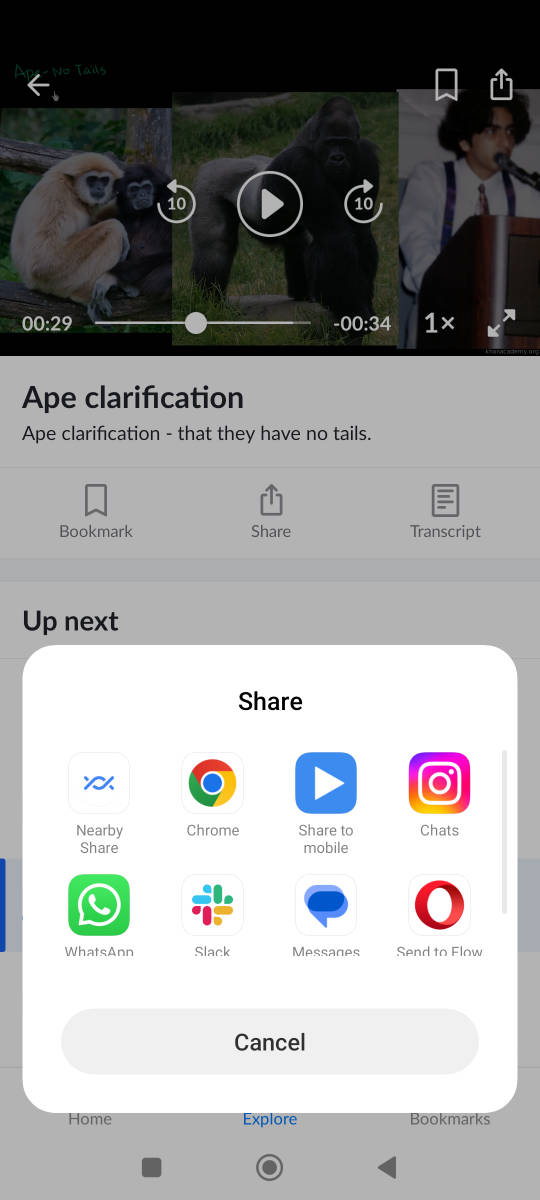 Ape - No Tails
10
10
00:29
-00:34
1×
khanacademy.org
Ape clarification
Ape clarification - that they have no tails.
Bookmark
Share
Transcript
Up next
Share
Nearby
Share
Chrome
Share to
mobile
Chats
WhatsApp
Slack
Messages
Send to Flow
Cancel
Home
Explore
Bookmarks